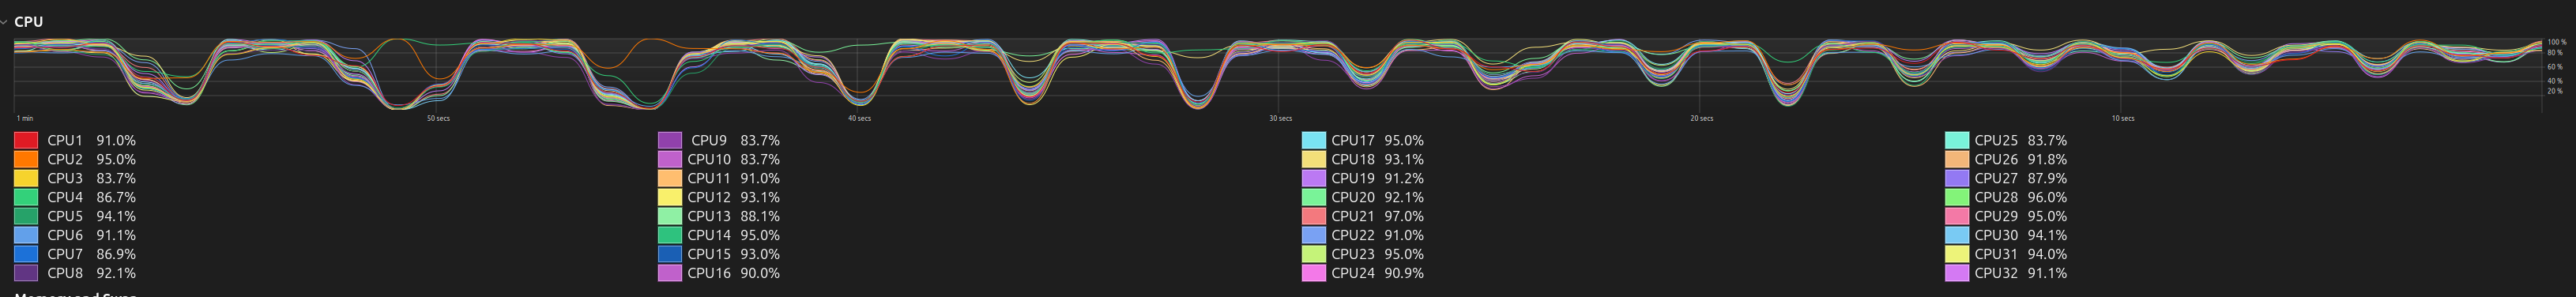 CPU
100 %
80 %
60 %
40 %
20 %
1 min 50 secs 40 secs 30 secs 20 secs 10 secs
CPU1 91.0% CPU9 83.7% CPU17 95.0% CPU25 83.7%
CPU2 95.0% CPU10 83.7% CPU18 93.1% CPU26 91.8%
CPU3 83.7% CPU11 91.0% CPU19 91.2% CPU27 87.9%
CPU4 86.7% CPU12 93.1% CPU20 92.1% CPU28 96.0%
CPU5 94.1% CPU13 88.1% CPU21 97.0% CPU29 95.0%
CPU6 91.1% CPU14 95.0% CPU22 91.0% CPU30 94.1%
CPU7 86.9% CPU15 93.0% CPU23 95.0% CPU31 94.0%
CPU8 92.1% CPU16 90.0% CPU24 90.9% CPU32 91.1%
Memory and Swap